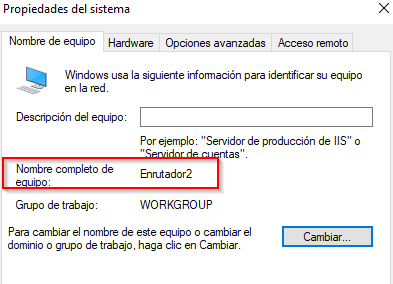 Propiedades del sistema
Nombre de equipo Hardware Opciones avanzadas Acceso remoto
Windows usa la siguiente información para identificar su equipo
en la red.
Descripción del equipo:
Por ejemplo: "Servidor de producción de IIS" o
"Servidor de cuentas".
Nombre completo de Enrutador2
equipo:
Grupo de trabajo: WORKGROUP
Para cambiar el nombre de este equipo o cambiar el
dominio o grupo de trabajo, haga clic en Cambiar. Cambiar...